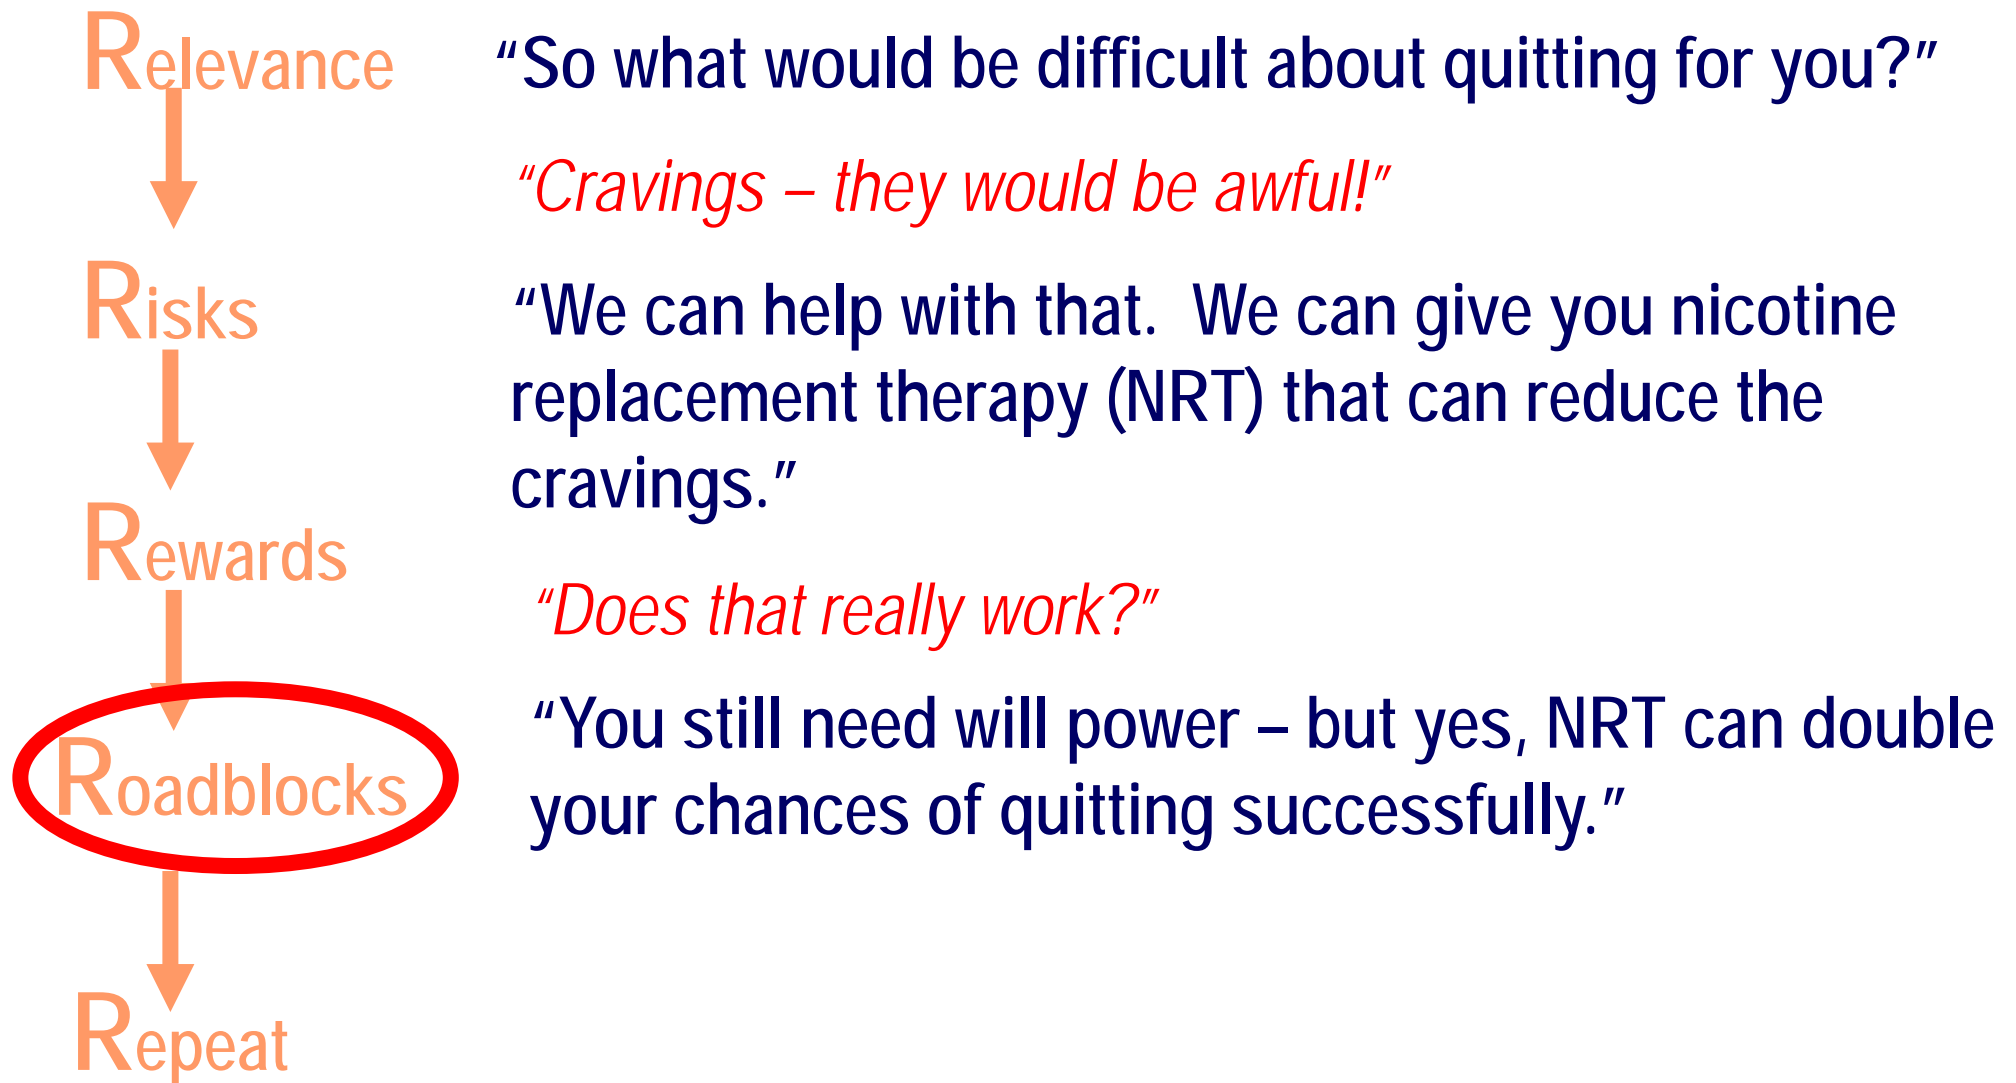 Relevance
Risks
Rewards
Roadblocks
Repeat
“So what would be difficult about quitting for you?”
“Cravings – they would be awful!”
“We can help with that.  We can give you nicotine
replacement therapy (NRT) that can reduce the
cravings.”
“Does that really work?”
“You still need will power – but yes, NRT can double
your chances of quitting successfully.”